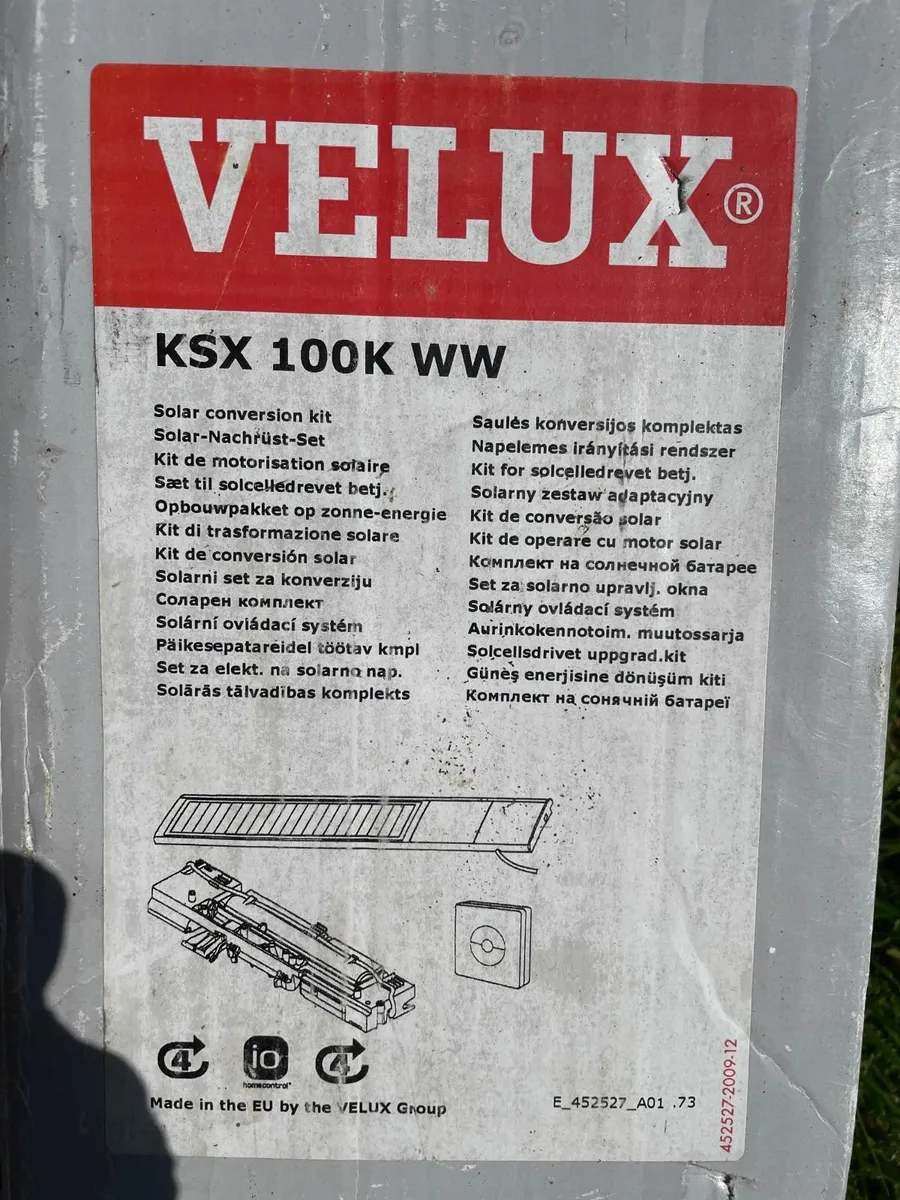 VELUX®
KSX 100K WW
Solar conversion kit
Solar-Nachrüst-Set
Kit de motorisation solaire
Sæt til solcelledrevet betj.
Opbouwpakket op zonne-energie
Kit di trasformazione solare
Kit de conversión solar
Solarni set za konverziju
Соларен комплект
Solární ovládací systém
Päikesepatareidel töötav kmpl
Set za elekt. na solarno nap.
Solārās tālvadības komplekts
Saulės konversijos komplektas
Napelemes irányítási rendszer
Kit for solcelledrevet betj.
Solarny zestaw adaptacyjny
Kit de conversão solar
Kit de operare cu motor solar
Комплект на солнечной батарее
Set za solarno upravlj. okna
Solárny ovládací systém
Aurinkokennotoim. muutossarja
Solcellsdrivet uppgrad.kit
Günėş enerjisine dönüşüm kiti
Комплект на сонячній батареї
4
io
homecontrol®
4
Made in the EU by the VELUX Group
E_452527_A01 .73
452527-2009-12